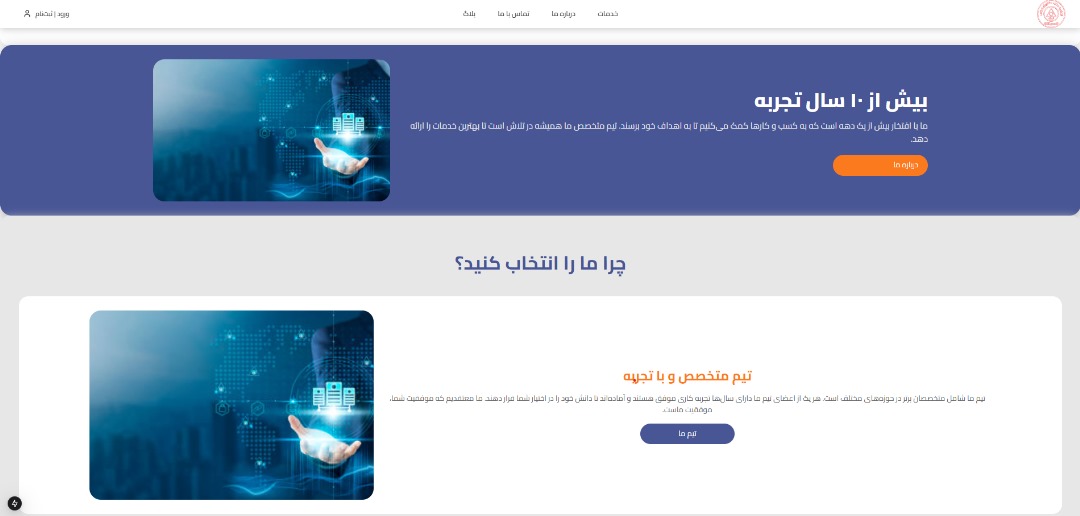 خدمات
درباره ما
تماس با ما
بلاگ
ورود | ثبت‌نام
بیش از ۱۰ سال تجربه
ما با افتخار بیش از یک دهه است که به کسب و کارها کمک می‌کنیم تا به اهداف خود برسند. تیم متخصص ما همیشه در تلاش است تا بهترین خدمات را ارائه
دهد.
درباره ما
چرا ما را انتخاب کنید؟
تیم متخصص و با تجربه
تیم ما شامل متخصصان برتر در حوزه‌های مختلف است. هر یک از اعضای تیم ما دارای سال‌ها تجربه کاری موفق هستند و آماده‌اند تا دانش خود را در اختیار شما قرار دهند. ما معتقدیم که موفقیت شما،
موفقیت ماست.
تیم ما